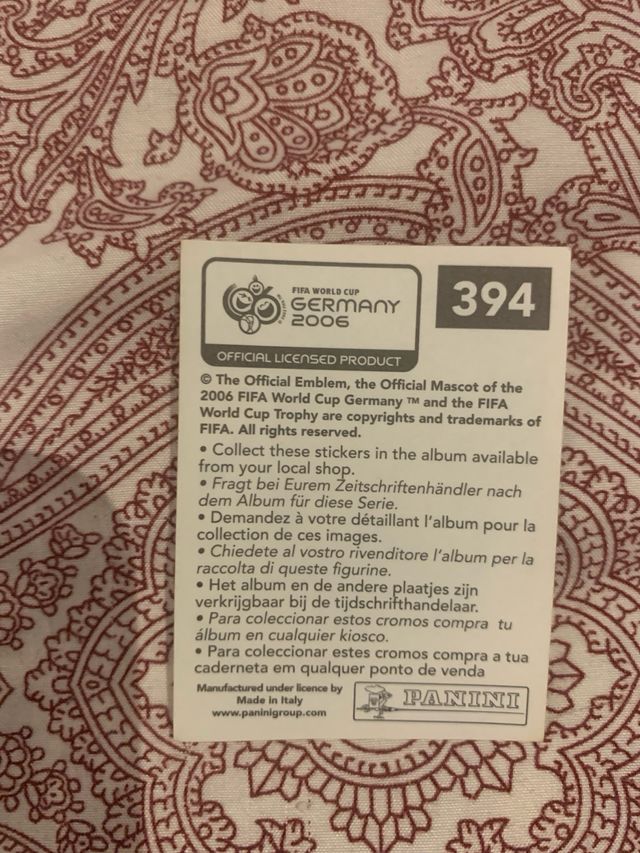 FIFA WORLD CUP
GERMANY
2006
OFFICIAL LICENSED PRODUCT
394
© The Official Emblem, the Official Mascot of the
2006 FIFA World Cup Germany ™ and the FIFA
World Cup Trophy are copyrights and trademarks of
FIFA. All rights reserved.
• Collect these stickers in the album available
from your local shop.
• Fragt bei Eurem Zeitschriftenhändler nach
dem Album für diese Serie.
• Demandez à votre détaillant l'album pour la
collection de ces images.
• Chiedete al vostro rivenditore l'album per la
raccolta di queste figurine.
• Het album en de andere plaatjes zijn
verkrijgbaar bij de tijdschrifthandelaar.
• Para coleccionar estos cromos compra tu
álbum en cualquier kiosco.
• Para coleccionar estes cromos compra a tua
caderneta em qualquer ponto de venda
Manufactured under licence by
Made in Italy
www.paninigroup.com
PANINI